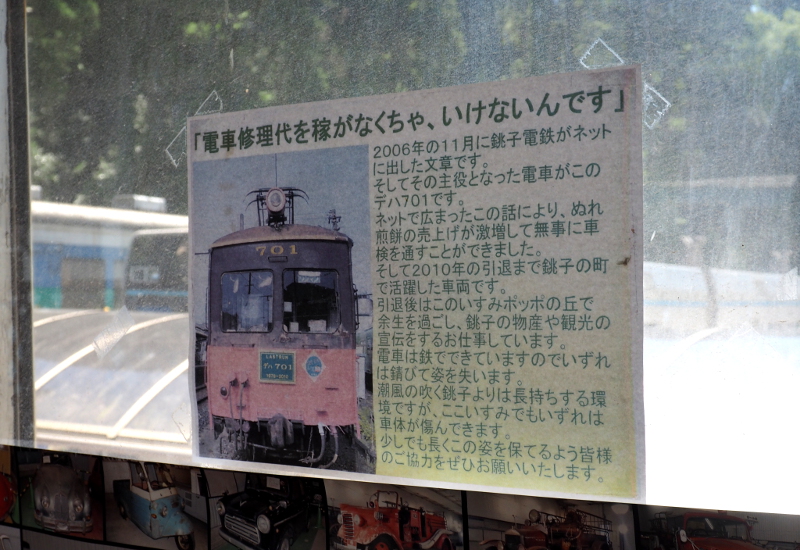 「電車修理代を稼がなくちゃ、いけないんです」
2006年の11月に銚子電鉄がネット
に出した文章です。
そしてその主役となった電車がこの
デハ701です。
ネットで広まったこの話により、ぬれ
煎餅の売上げが激増して無事に車
検を通すことができました。
そして2010年の引退まで銚子の町
で活躍した車両です。
引退後はこのいすみポッポの丘で
余生を過ごし、銚子の物産や観光の
宣伝をするお仕事しています。
電車は鉄でできていますのでいずれ
は錆びて姿を失います。
潮風の吹く銚子よりは長持ちする環
境ですが、ここいすみでもいずれは
車体が傷んできます。
少しでも長くこの姿を保てるよう皆様
のご協力をぜひお願いいたします。
701
デハ701